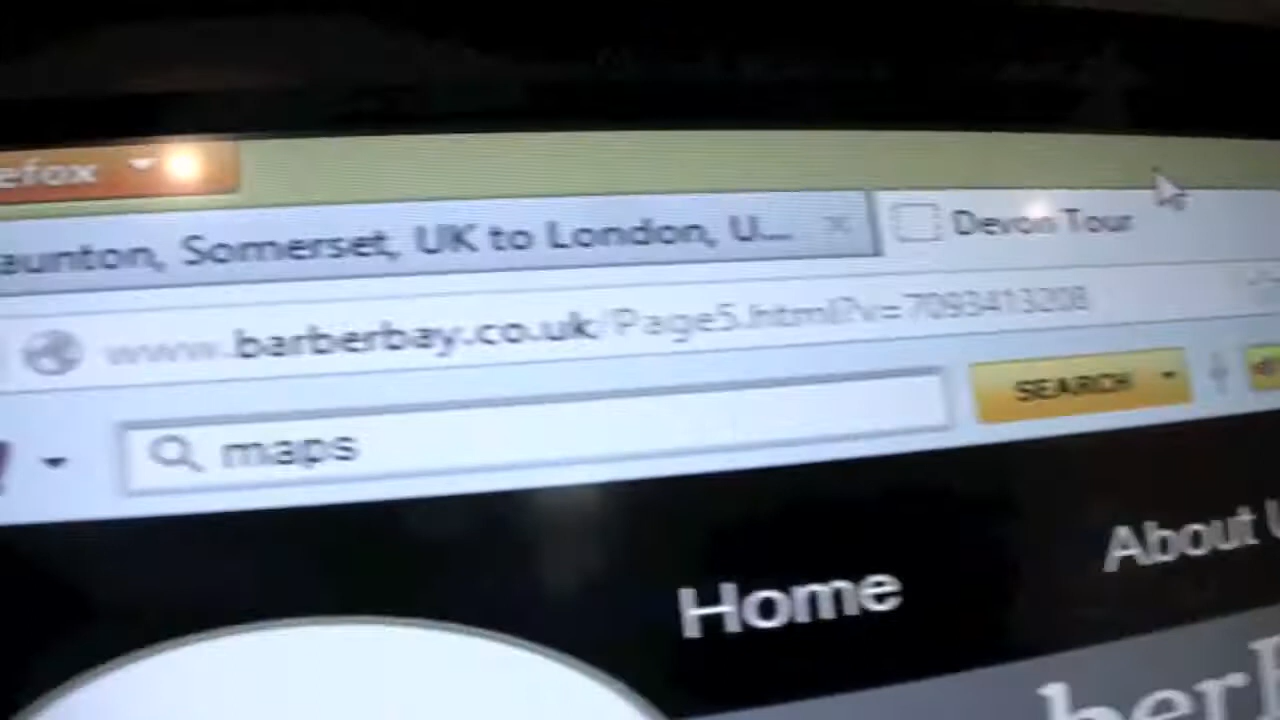 efox
aunton, Somerset, UK to London, U...
Devon Tour
www.barberbay.co.uk/Page5.html?v=7093413208
maps
SEARCH
Home
About U
ber